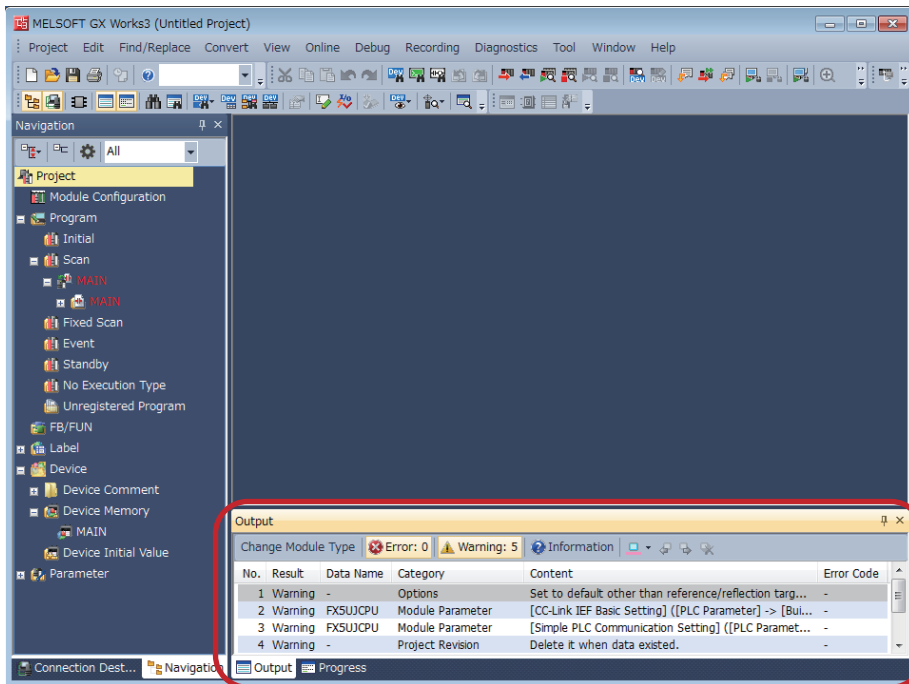 MELSOFT GX Works3 (Untitled Project)
Project Edit Find/Replace Convert View Online Debug Recording Diagnostics Tool Window Help
Navigation
All
Project
Module Configuration
Program
Initial
Scan
MAIN
MAIN
Fixed Scan
Event
Standby
No Execution Type
Unregistered Program
FB/FUN
Label
Device
Device Comment
Device Memory
MAIN
Device Initial Value
Parameter
Connection Dest... Navigation
Output
Change Module Type Error: 0 Warning: 5 Information
No. Result Data Name Category Content Error Code
1 Warning - Options Set to default other than reference/reflection targ... -
2 Warning FX5UJCPU Module Parameter [CC-Link IEF Basic Setting] ([PLC Parameter] -> [Bui... -
3 Warning FX5UJCPU Module Parameter [Simple PLC Communication Setting] ([PLC Paramet... -
4 Warning - Project Revision Delete it when data existed. -
Output Progress